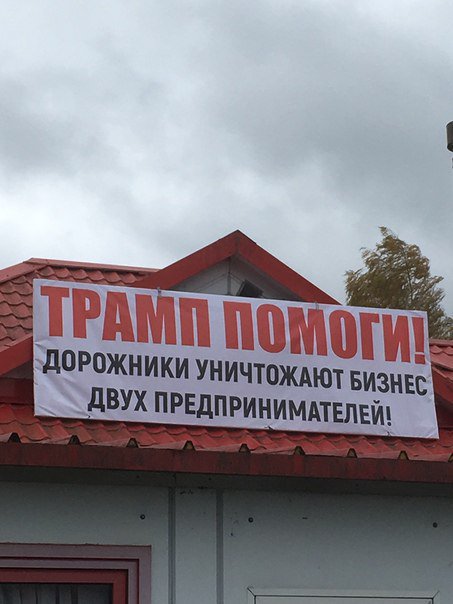 ТРАМП ПОМОГИ!
ДОРОЖНИКИ УНИЧТОЖАЮТ БИЗНЕС
ДВУХ ПРЕДПРИНИМАТЕЛЕЙ!